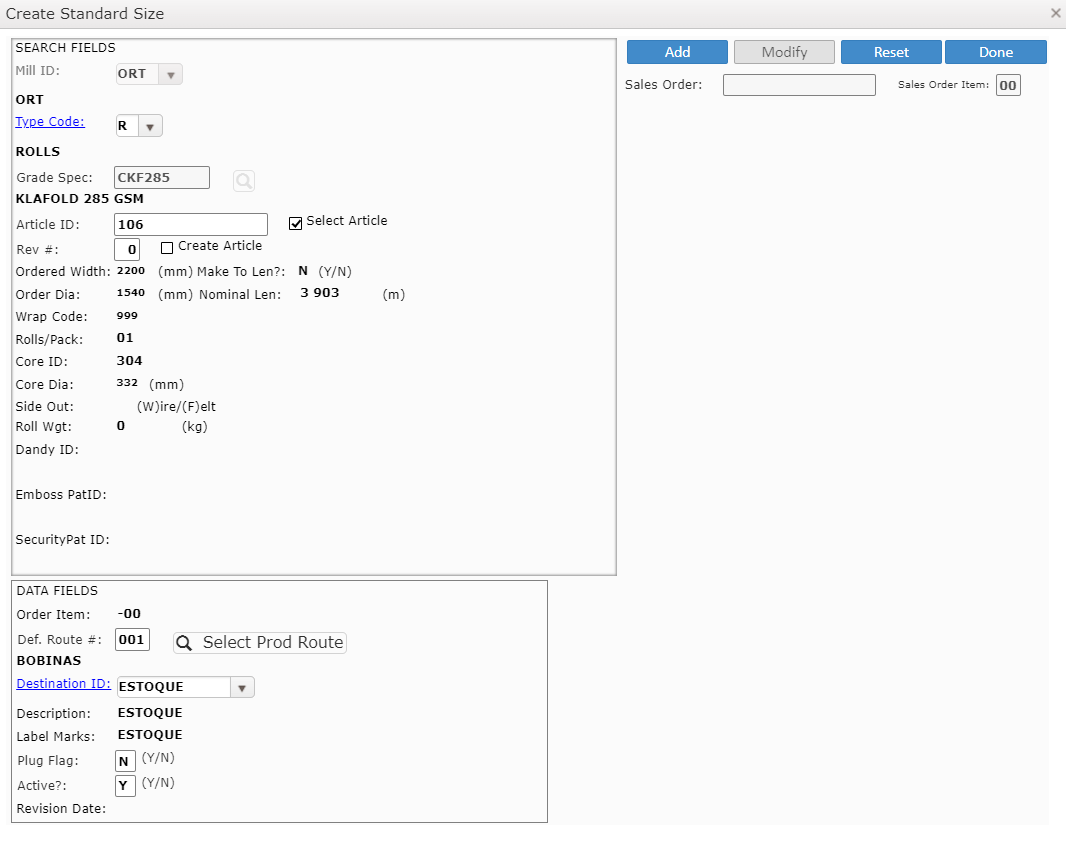 Create Standard Size
SEARCH FIELDS
Mill ID: ORT
ORT
Type Code: R
ROLLS
Grade Spec: CKF285
KLAFOLD 285 GSM
Article ID: 106 Select Article
Rev #: 0 Create Article
Ordered Width: 2200 (mm) Make To Len?: N (Y/N)
Order Dia: 1540 (mm) Nominal Len: 3 903 (m)
Wrap Code: 999
Rolls/Pack: 01
Core ID: 304
Core Dia: 332 (mm)
Side Out: (W)ire/(F)elt
Roll Wgt: 0 (kg)
Dandy ID:
Emboss PatID:
SecurityPat ID:
Add Modify Reset Done
Sales Order: Sales Order Item: 00
DATA FIELDS
Order Item: -00
Def. Route #: 001 Select Prod Route
BOBINAS
Destination ID: ESTOQUE
Description: ESTOQUE
Label Marks: ESTOQUE
Plug Flag: N (Y/N)
Active?: Y (Y/N)
Revision Date: